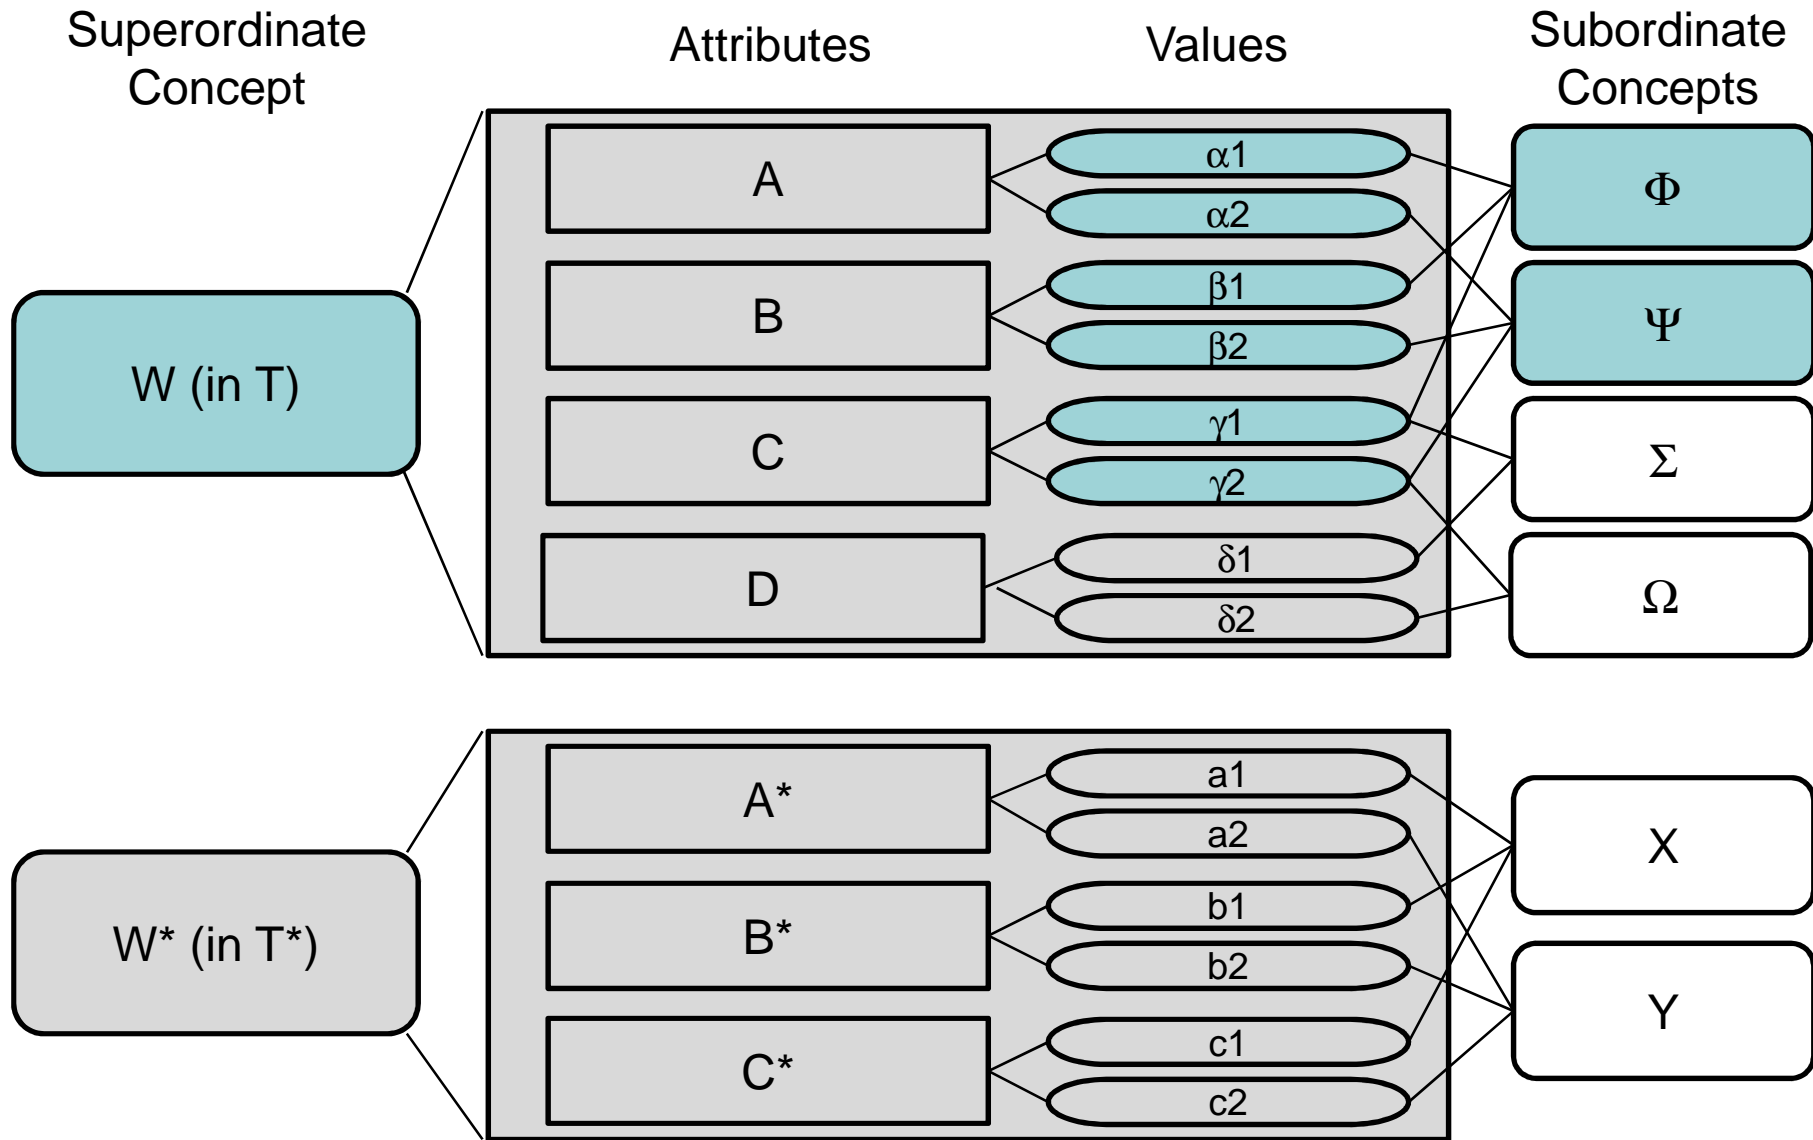 Superordinate
Concept
Attributes
Values
Subordinate
Concepts
W (in T)
A
α1
α2
B
β1
β2
C
γ1
γ2
D
δ1
δ2
Φ
Ψ
Σ
Ω
W* (in T*)
A*
a1
a2
B*
b1
b2
C*
c1
c2
X
Y